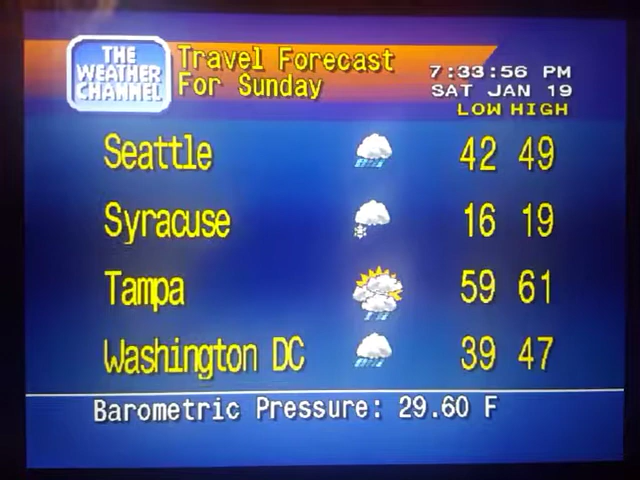 THE WEATHER CHANNEL
Travel Forecast
For Sunday
7:33:56 PM
SAT JAN 19
LOW HIGH
Seattle 42 49
Syracuse 16 19
Tampa 59 61
Washington DC 39 47
Barometric Pressure: 29.60 F